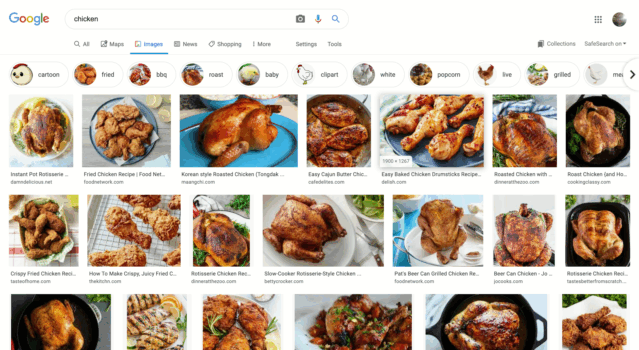 Google
chicken
All Maps Images News Shopping More Settings Tools Collections SafeSearch on
cartoon fried bbq roast baby clipart white popcorn live grilled
1900 × 1267
Instant Pot Rotisserie ... Fried Chicken Recipe | Food Net... Korean style Roasted Chicken (Tongdak ... Easy Cajun Butter Chic... Easy Baked Chicken Drumsticks Recipe... Roasted Chicken with ... Roast Chicken (and Ho...
damndelicious.net foodnetwork.com maangchi.com cafedelites.com delish.com dinneratthezoo.com cookingclassy.com
Crispy Fried Chicken Reci... How To Make Crispy, Juicy Fried C... Rotisserie Chicken Rec... Slow-Cooker Rotisserie-Style Chicken ... Pat's Beer Can Grilled Chicken Re... Beer Can Chicken - Jo ... Rotisserie Chicken Reci...
tasteofhome.com thekitchn.com dinneratthezoo.com bettycrocker.com foodnetwork.com joyouks.com tastesbetterfromscratch....